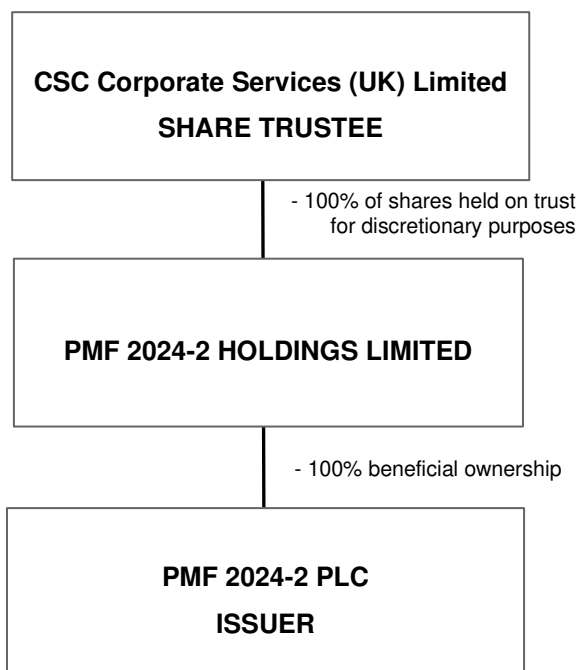 CSC Corporate Services (UK) Limited
SHARE TRUSTEE
- 100% of shares held on trust
for discretionary purposes
PMF 2024-2 HOLDINGS LIMITED
- 100% beneficial ownership
PMF 2024-2 PLC
ISSUER